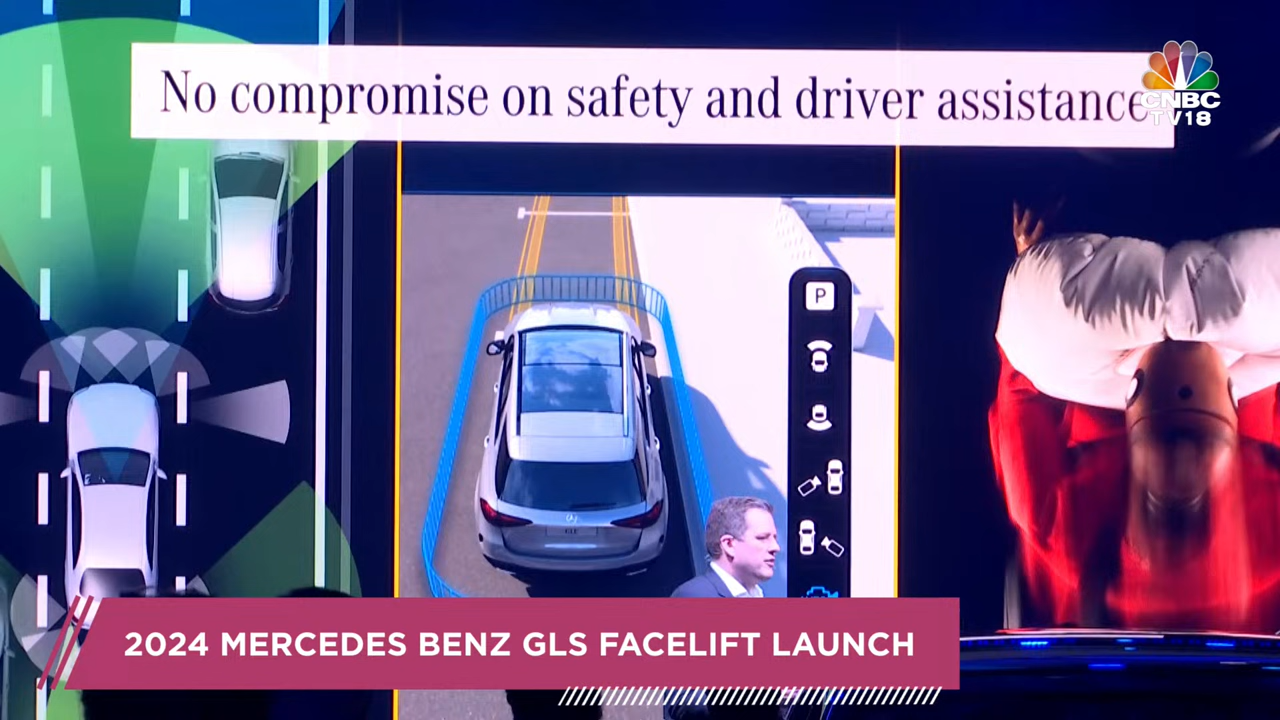 No compromise on safety and driver assistance
CNBC
TV18
P
2024 MERCEDES BENZ GLS FACELIFT LAUNCH